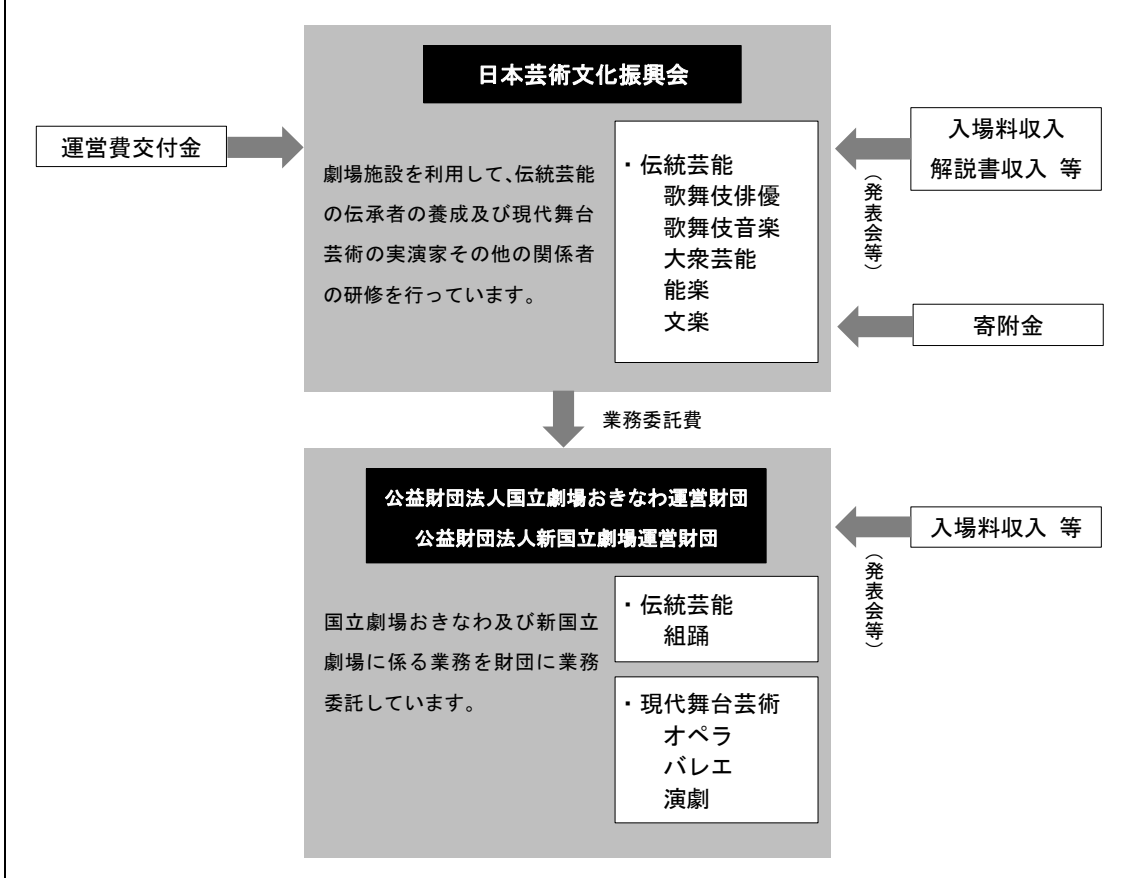 日本芸術文化振興会
運営費交付金
劇場施設を利用して、伝統芸能
の伝承者の養成及び現代舞台
芸術の実演家その他の関係者
の研修を行っています。
・伝統芸能
歌舞伎俳優
歌舞伎音楽
大衆芸能
能楽
文楽
入場料収入
解説書収入 等
（発表会等）
寄附金
業務委託費
公益財団法人国立劇場おきなわ運営財団
公益財団法人新国立劇場運営財団
国立劇場おきなわ及び新国立
劇場に係る業務を財団に業務
委託しています。
・伝統芸能
組踊
・現代舞台芸術
オペラ
バレエ
演劇
入場料収入 等
（発表会等）